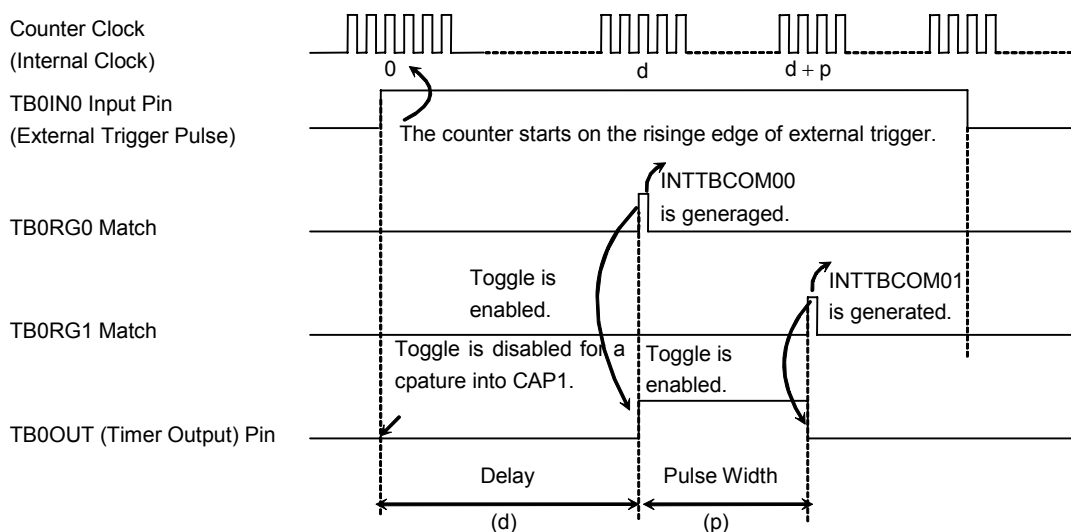 Counter Clock
(Internal Clock)
0
d
d + p
TB0IN0 Input Pin
(External Trigger Pulse)
The counter starts on the risinge edge of external trigger.
INTTBCOM00
is generaged.
TB0RG0 Match
Toggle is
enabled.
INTTBCOM01
is generated.
TB0RG1 Match
Toggle is disabled for a
cpature into CAP1.
Toggle is
enabled.
TB0OUT (Timer Output) Pin
Delay
Pulse Width
(d)
(p)